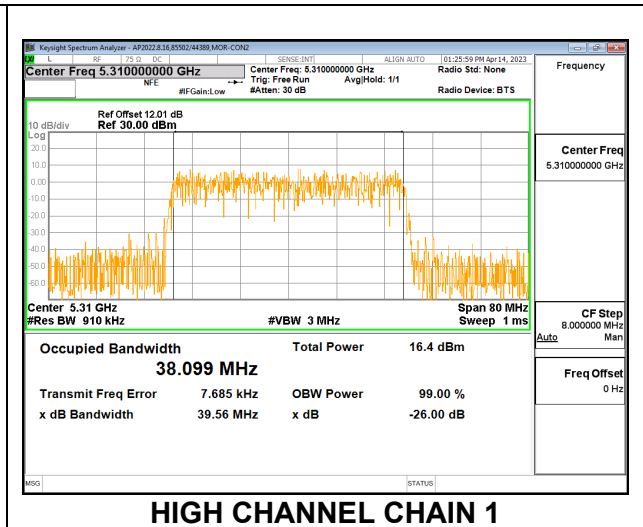 Keysight Spectrum Analyzer - AP2022.8.16,85502/44389,MOR-CON2
L RF 75 Ω DC SENSE:INT ALIGN AUTO 01:25:59 PM Apr 14, 2023
Center Freq 5.310000000 GHz
NFE
#IFGain:Low
Center Freq: 5.310000000 GHz
Trig: Free Run Avg|Hold: 1/1
#Atten: 30 dB
Radio Std: None
Radio Device: BTS
Frequency
Ref Offset 12.01 dB
10 dB/div Ref 30.00 dBm
Log
20.0
10.0
0.00
-10.0
-20.0
-30.0
-40.0
-50.0
-60.0
Center 5.31 GHz Span 80 MHz
#Res BW 910 kHz #VBW 3 MHz Sweep 1 ms
Center Freq
5.310000000 GHz
CF Step
8.000000 MHz
Auto Man
Freq Offset
0 Hz
Occupied Bandwidth Total Power 16.4 dBm
38.099 MHz
Transmit Freq Error 7.685 kHz OBW Power 99.00 %
x dB Bandwidth 39.56 MHz x dB -26.00 dB
MSG STATUS
HIGH CHANNEL CHAIN 1